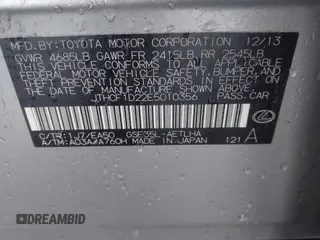 MFD. BY: TOYOTA MOTOR CORPORATION 12/13
GVWR 4685LB GAWR FR 2415LB RR 2545LB
THIS VEHICLE CONFORMS TO ALL APPLICABLE
FEDERAL MOTOR VEHICLE SAFETY, BUMPER, AND
THEFT PREVENTION STANDARDS IN EFFECT ON
THE DATE OF MANUFACTURE SHOWN ABOVE.
JTHCF1D22E5010356 PASS. CAR
C/TR: 1J7/EA50 GSE35L-AETLHA
A/TM: A03A/A760H MADE IN JAPAN 121 A
DREAMBID